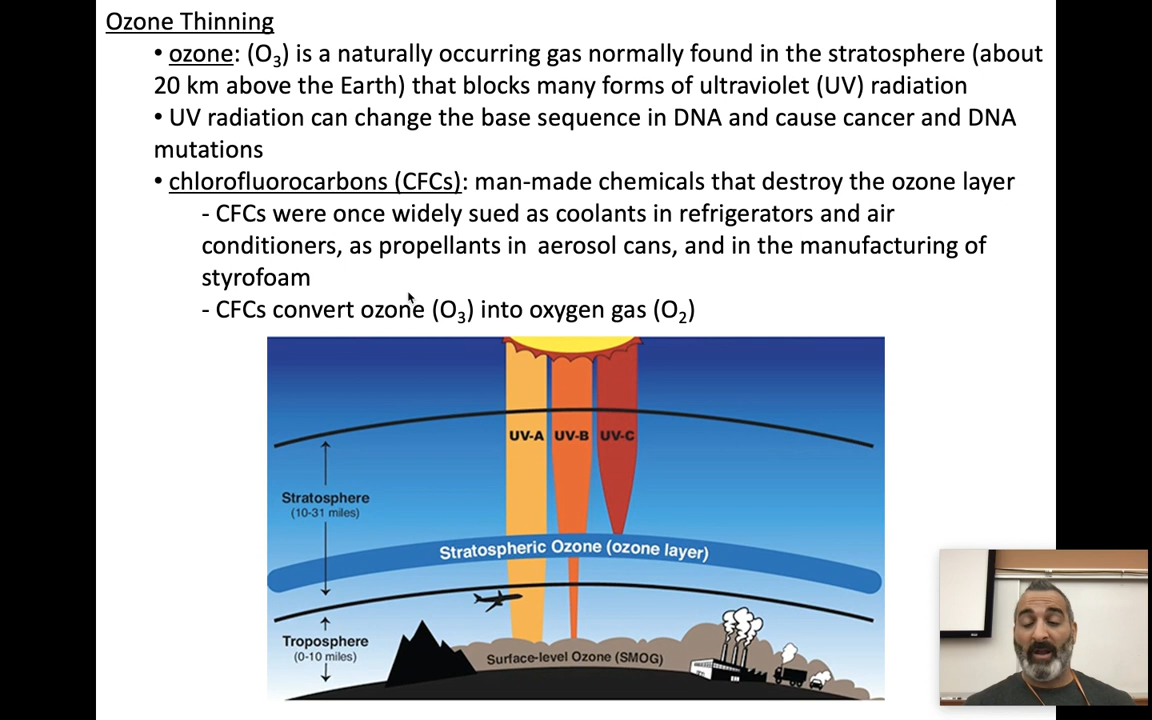 Ozone Thinning
• ozone: (O₃) is a naturally occurring gas normally found in the stratosphere (about
20 km above the Earth) that blocks many forms of ultraviolet (UV) radiation
• UV radiation can change the base sequence in DNA and cause cancer and DNA
mutations
• chlorofluorocarbons (CFCs): man-made chemicals that destroy the ozone layer
- CFCs were once widely sued as coolants in refrigerators and air
conditioners, as propellants in aerosol cans, and in the manufacturing of
styrofoam
- CFCs convert ozone (O₃) into oxygen gas (O₂)
UV-A UV-B UV-C
Stratosphere
(10-31 miles)
Stratospheric Ozone (ozone layer)
Troposphere
(0-10 miles)
Surface-level Ozone (SMOG)